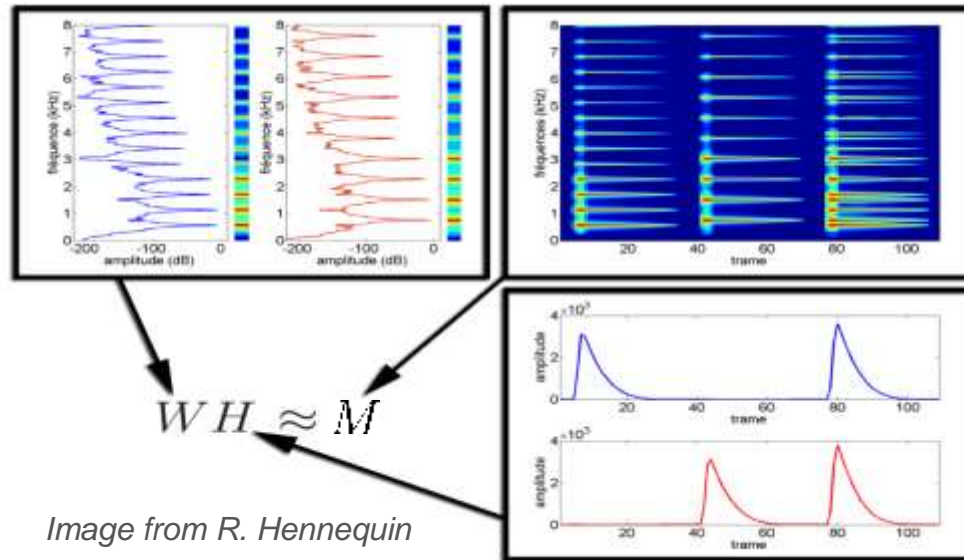 8
7
6
5
4
3
2
1
0
fréquence (kHz)
-200 -100 0
amplitude (dB)
8
7
6
5
4
3
2
1
0
fréquence (kHz)
-200 -100 0
amplitude (dB)
8
7
6
5
4
3
2
1
0
fréquences (kHz)
20 40 60 80 100
trame
×10³
4
2
0
amplitude
20 40 60 80 100
trame
×10³
4
2
0
amplitude
20 40 60 80 100
trame
W H ≈ M
Image from R. Hennequin